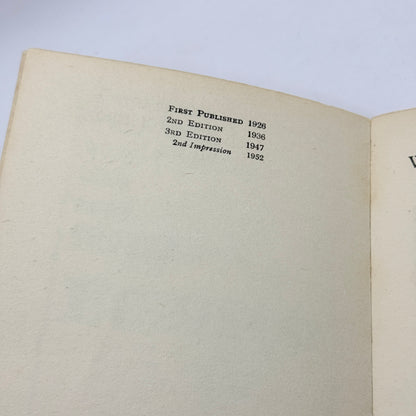 First Published 1926
2nd Edition 1936
3rd Edition 1947
2nd Impression 1952